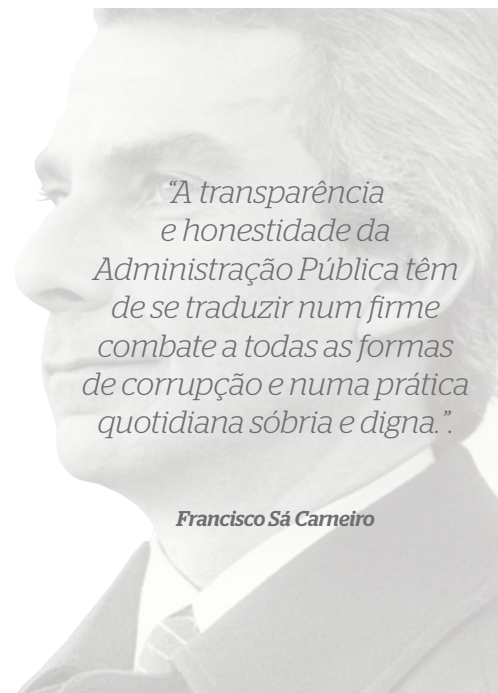 “A transparência
e honestidade da
Administração Pública têm
de se traduzir num firme
combate a todas as formas
de corrupção e numa prática
quotidiana sóbria e digna.”.
Francisco Sá Carneiro